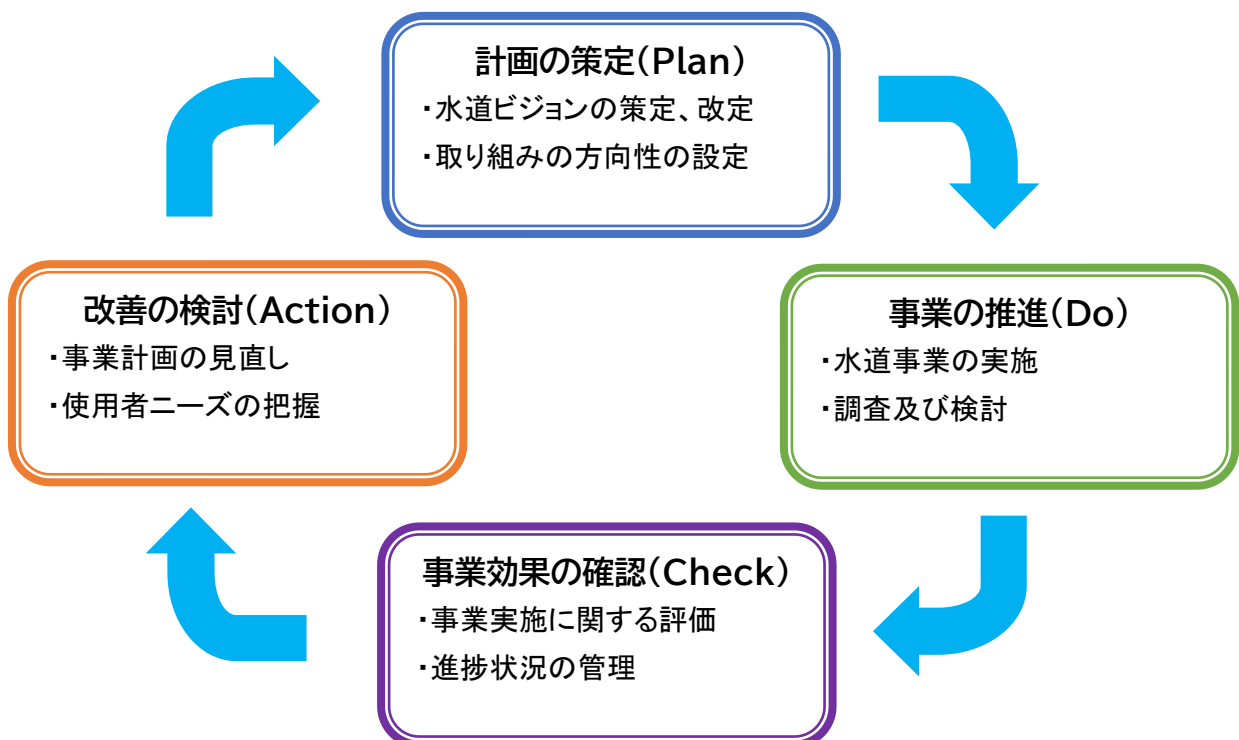 計画の策定(Plan)
・水道ビジョンの策定、改定
・取り組みの方向性の設定
改善の検討(Action)
・事業計画の見直し
・使用者ニーズの把握
事業の推進(Do)
・水道事業の実施
・調査及び検討
事業効果の確認(Check)
・事業実施に関する評価
・進捗状況の管理